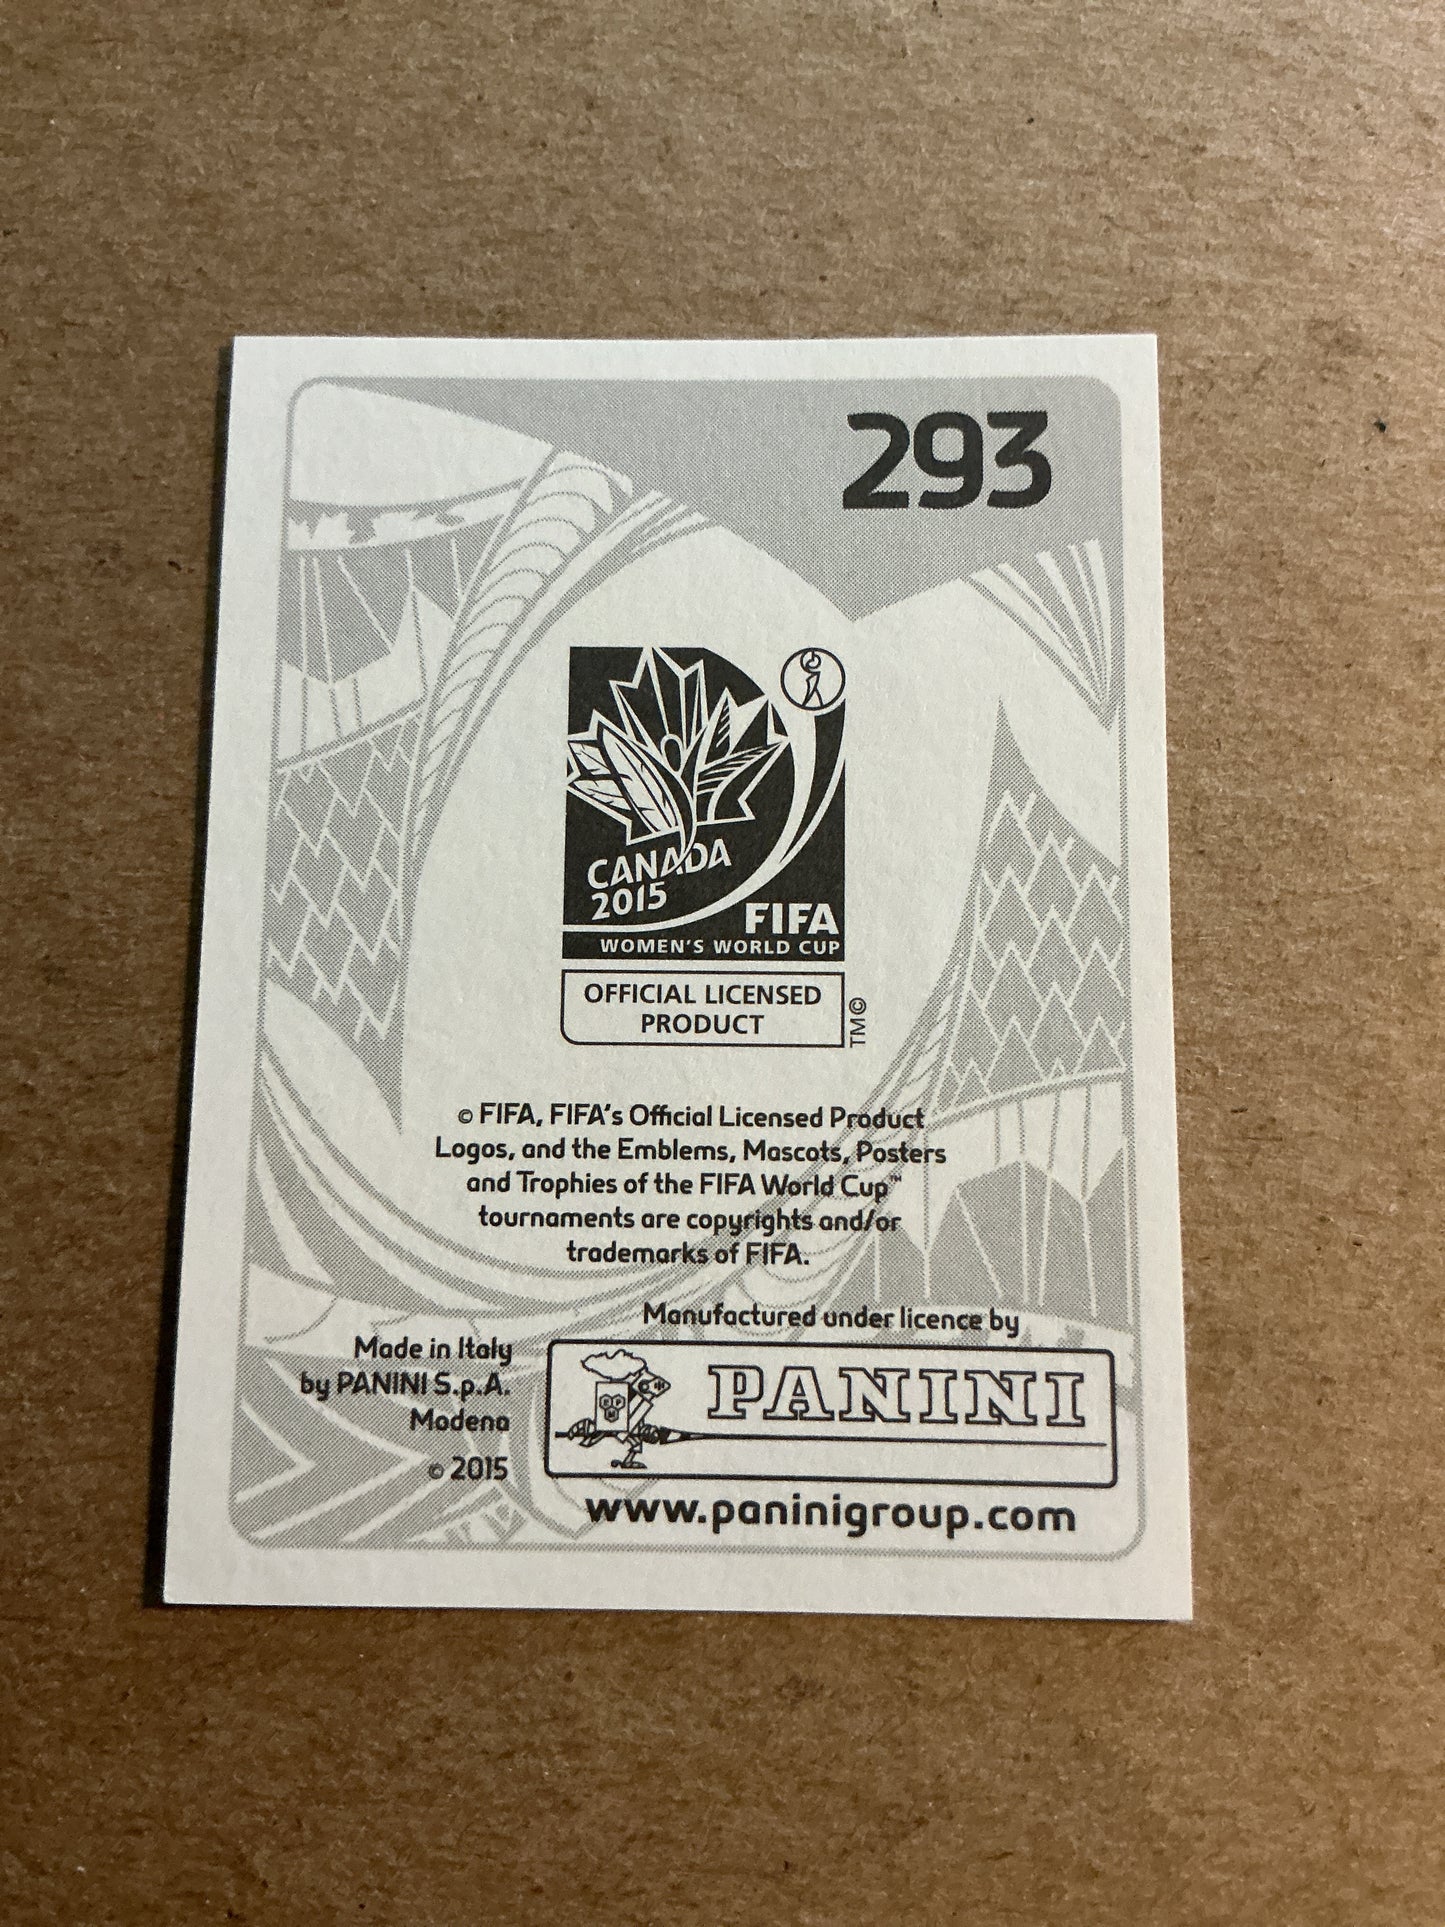 293
CANADA
2015
FIFA
WOMEN'S WORLD CUP
OFFICIAL LICENSED
PRODUCT
TM©
© FIFA, FIFA's Official Licensed Product
Logos, and the Emblems, Mascots, Posters
and Trophies of the FIFA World Cup™
tournaments are copyrights and/or
trademarks of FIFA.
Manufactured under licence by
Made in Italy
by PANINI S.p.A.
Modena
© 2015
PANINI
www.paninigroup.com